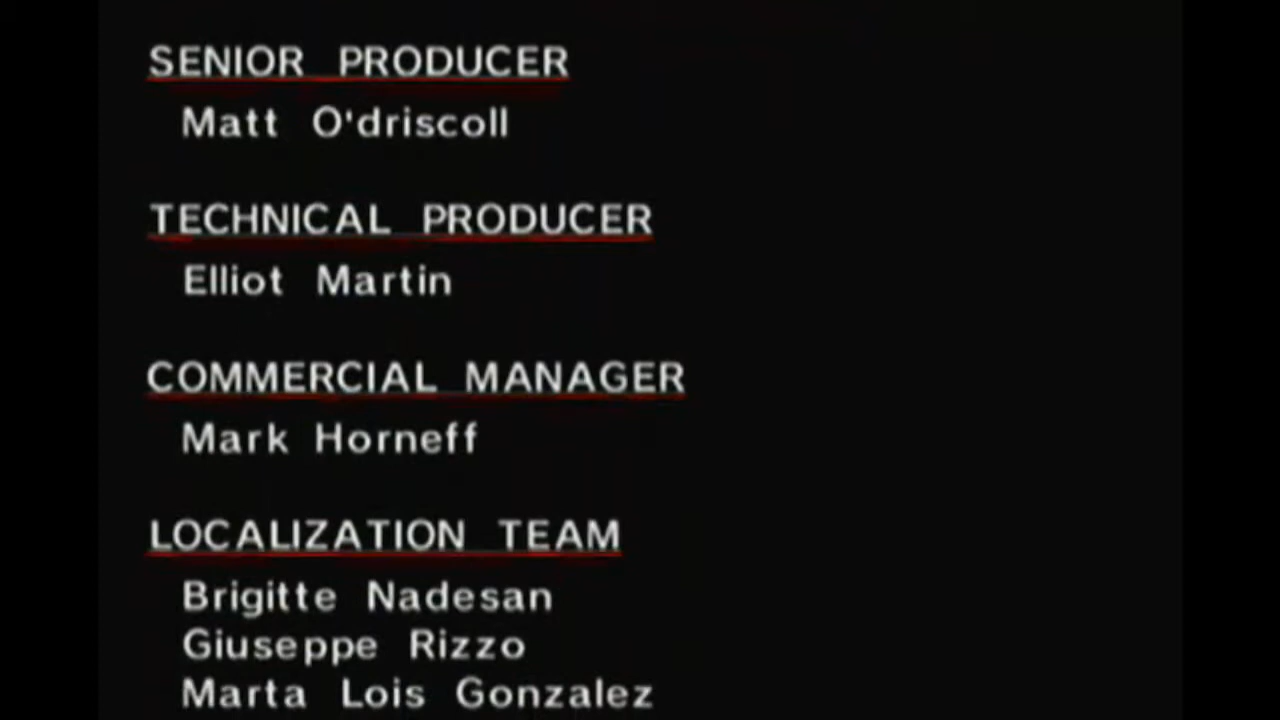 SENIOR PRODUCER
Matt O'driscoll
TECHNICAL PRODUCER
Elliot Martin
COMMERCIAL MANAGER
Mark Horneff
LOCALIZATION TEAM
Brigitte Nadesan
Giuseppe Rizzo
Marta Lois Gonzalez